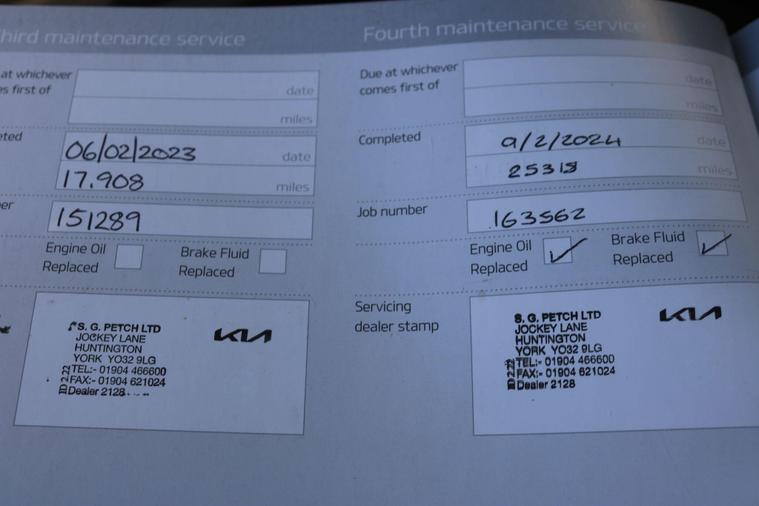 Third maintenance service
at whichever
es first of
date
miles
eted
06/02/2023 date
17.908 miles
er
151289
Engine Oil
Replaced
Brake Fluid
Replaced
S. G. PETCH LTD
JOCKEY LANE
HUNTINGTON
YORK YO32 9LG
TEL:- 01904 466600
FAX:- 01904 621024
Dealer 2128
KIA
Fourth maintenance service
Due at whichever
comes first of
date
miles
Completed
9/2/2024 date
miles
Job number
163562
Engine Oil
Replaced
Brake Fluid
Replaced
Servicing
dealer stamp
S. G. PETCH LTD
JOCKEY LANE
HUNTINGTON
YORK YO32 9LG
TEL:- 01904 466600
FAX:- 01904 621024
Dealer 2128
KIA